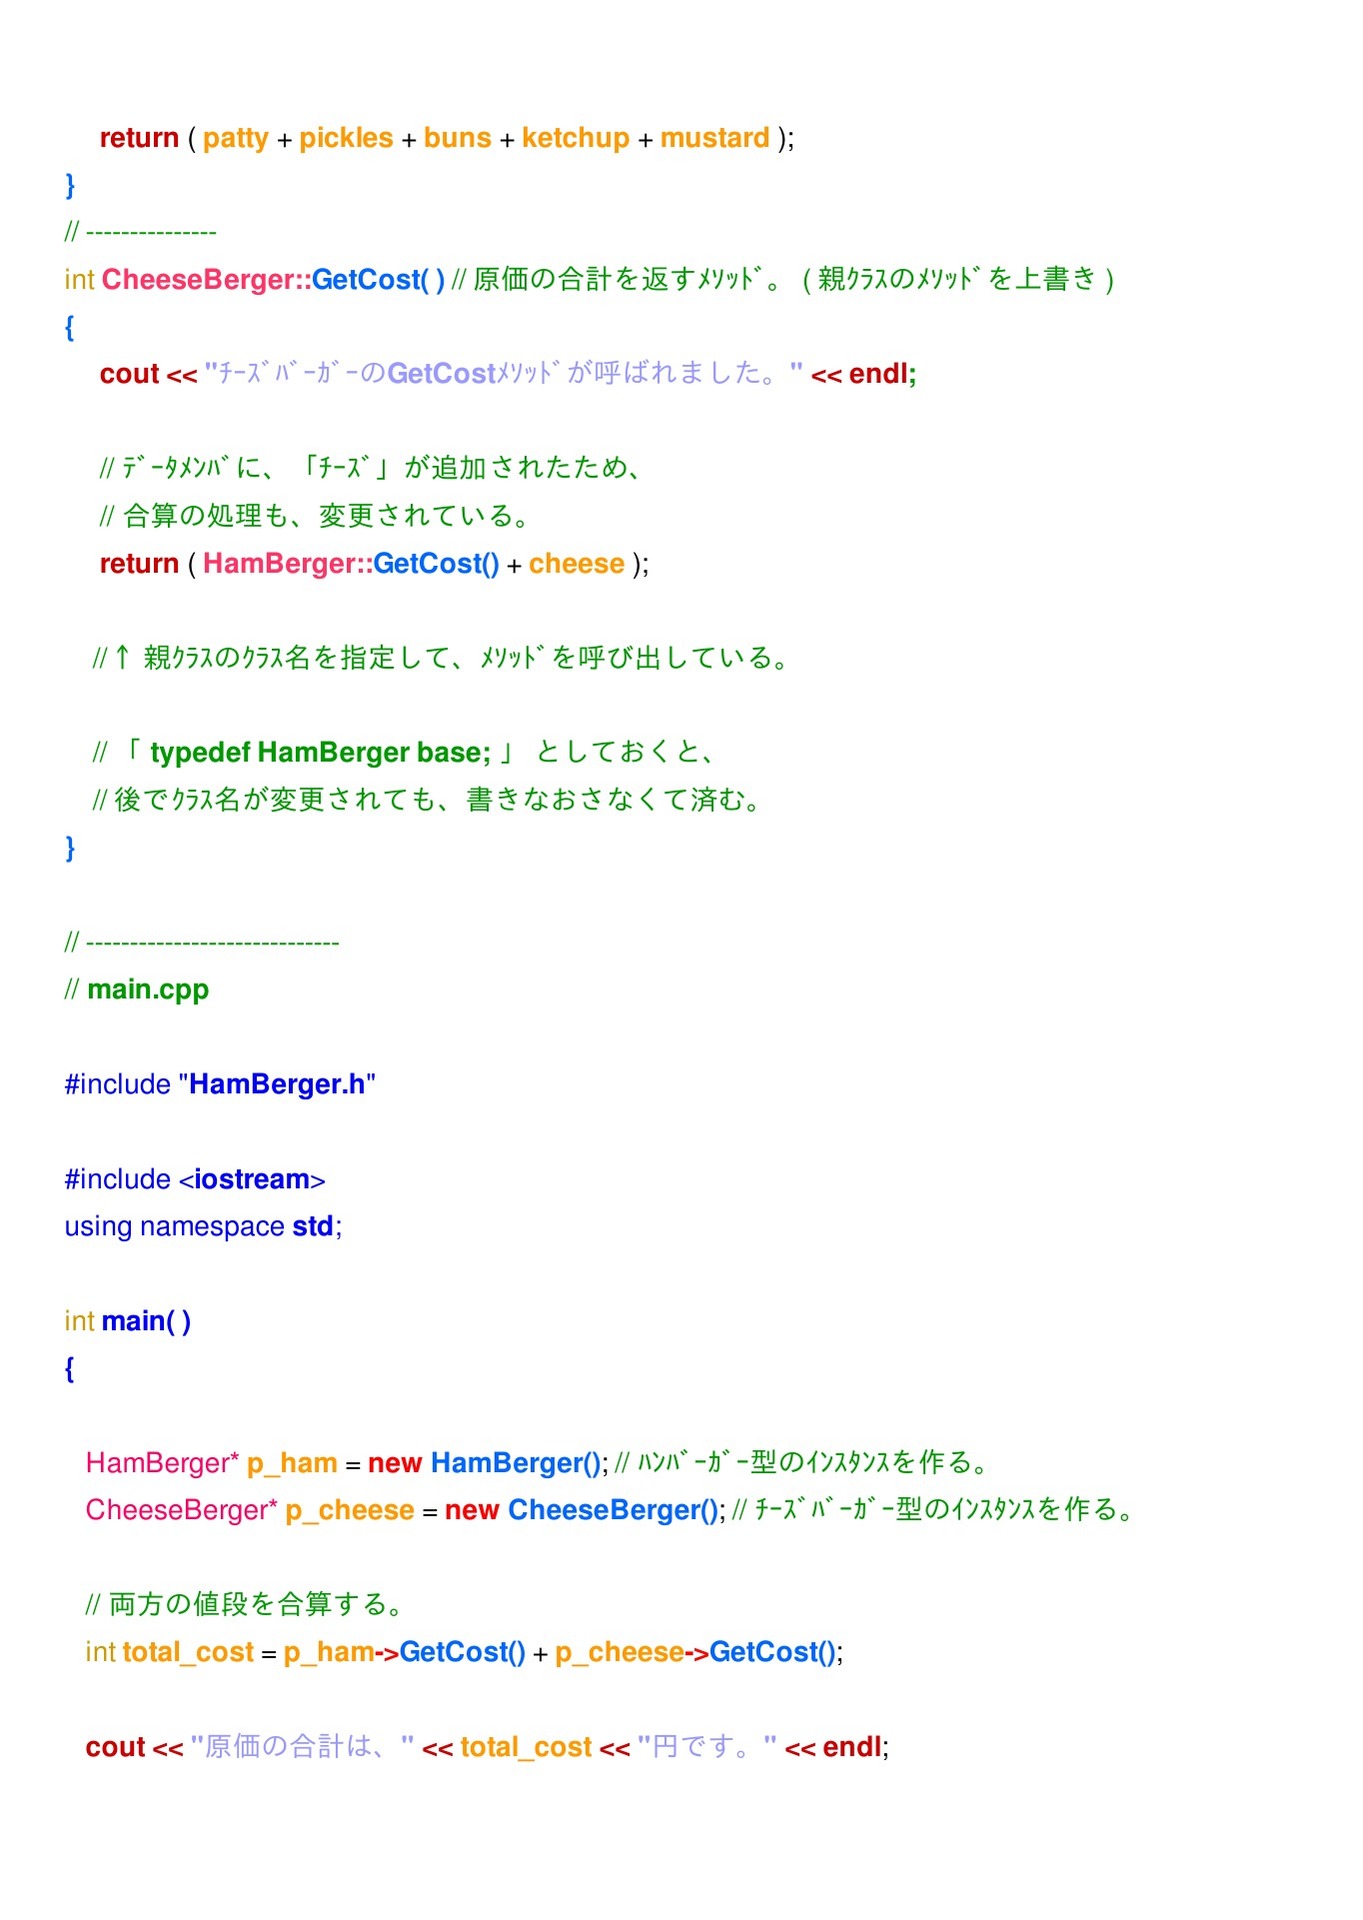 return ( patty + pickles + buns + ketchup + mustard );
}
// ---------------
int CheeseBerger::GetCost( ) // 原価の合計を返すﾒｿｯﾄﾞ。 ( 親ｸﾗｽのﾒｿｯﾄﾞを上書き )
{
cout << "ﾁｰｽﾞﾊﾞｰｶﾞｰのGetCostﾒｿｯﾄﾞが呼ばれました。" << endl;
// ﾃﾞｰﾀﾒﾝﾊﾞに、「ﾁｰｽﾞ」が追加されたため、
// 合算の処理も、変更されている。
return ( HamBerger::GetCost() + cheese );
// ↑ 親ｸﾗｽのｸﾗｽ名を指定して、ﾒｿｯﾄﾞを呼び出している。
// 「 typedef HamBerger base; 」 としておくと、
// 後でｸﾗｽ名が変更されても、書きなおさなくて済む。
}
// -----------------------------
// main.cpp
#include "HamBerger.h"
#include <iostream>
using namespace std;
int main( )
{
HamBerger* p_ham = new HamBerger(); // ﾊﾝﾊﾞｰｶﾞｰ型のｲﾝｽﾀﾝｽを作る。
CheeseBerger* p_cheese = new CheeseBerger(); // ﾁｰｽﾞﾊﾞｰｶﾞｰ型のｲﾝｽﾀﾝｽを作る。
// 両方の値段を合算する。
int total_cost = p_ham->GetCost() + p_cheese->GetCost();
cout << "原価の合計は、" << total_cost << "円です。" << endl;